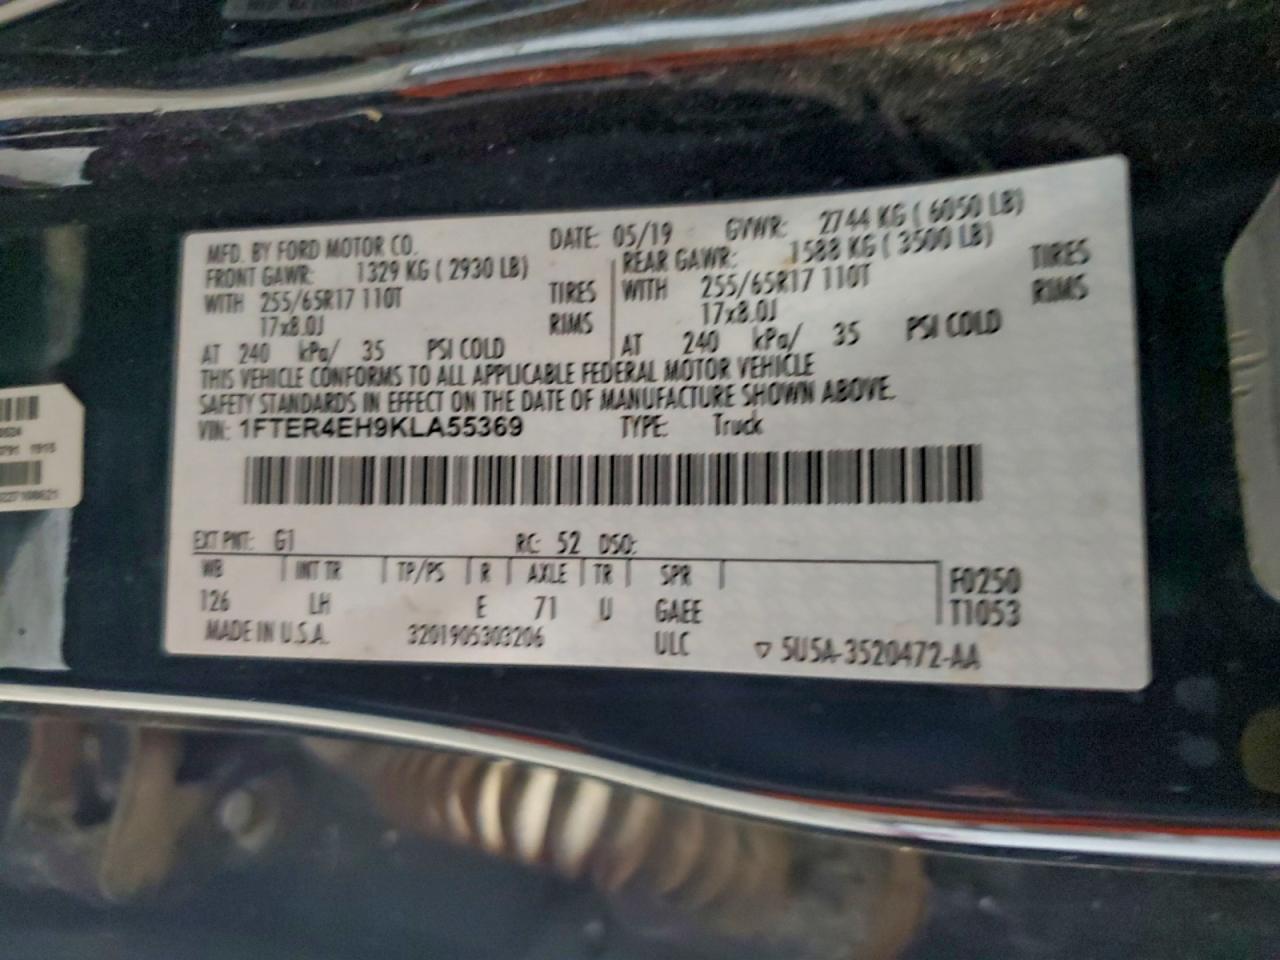 MFD. BY FORD MOTOR CO. DATE: 05/19 GVWR: 2744 KG ( 6050 LB)
FRONT GAWR: 1329 KG ( 2930 LB) REAR GAWR: 1588 KG ( 3500 LB)
WITH 255/65R17 110T TIRES WITH 255/65R17 110T TIRES
17x8.0J RIMS 17x8.0J RIMS
AT 240 kPa/ 35 PSI COLD AT 240 kPa/ 35 PSI COLD
THIS VEHICLE CONFORMS TO ALL APPLICABLE FEDERAL MOTOR VEHICLE
SAFETY STANDARDS IN EFFECT ON THE DATE OF MANUFACTURE SHOWN ABOVE.
VIN: 1FTER4EH9KLA55369 TYPE: Truck
EXT PNT: G1 RC: 52 DSO:
WB INT TR TP/PS R AXLE TR SPR F0250
126 LH E 71 U GAEE T1053
MADE IN U.S.A. 3201905303206 ULC ▽ 5U5A-3520472-AA